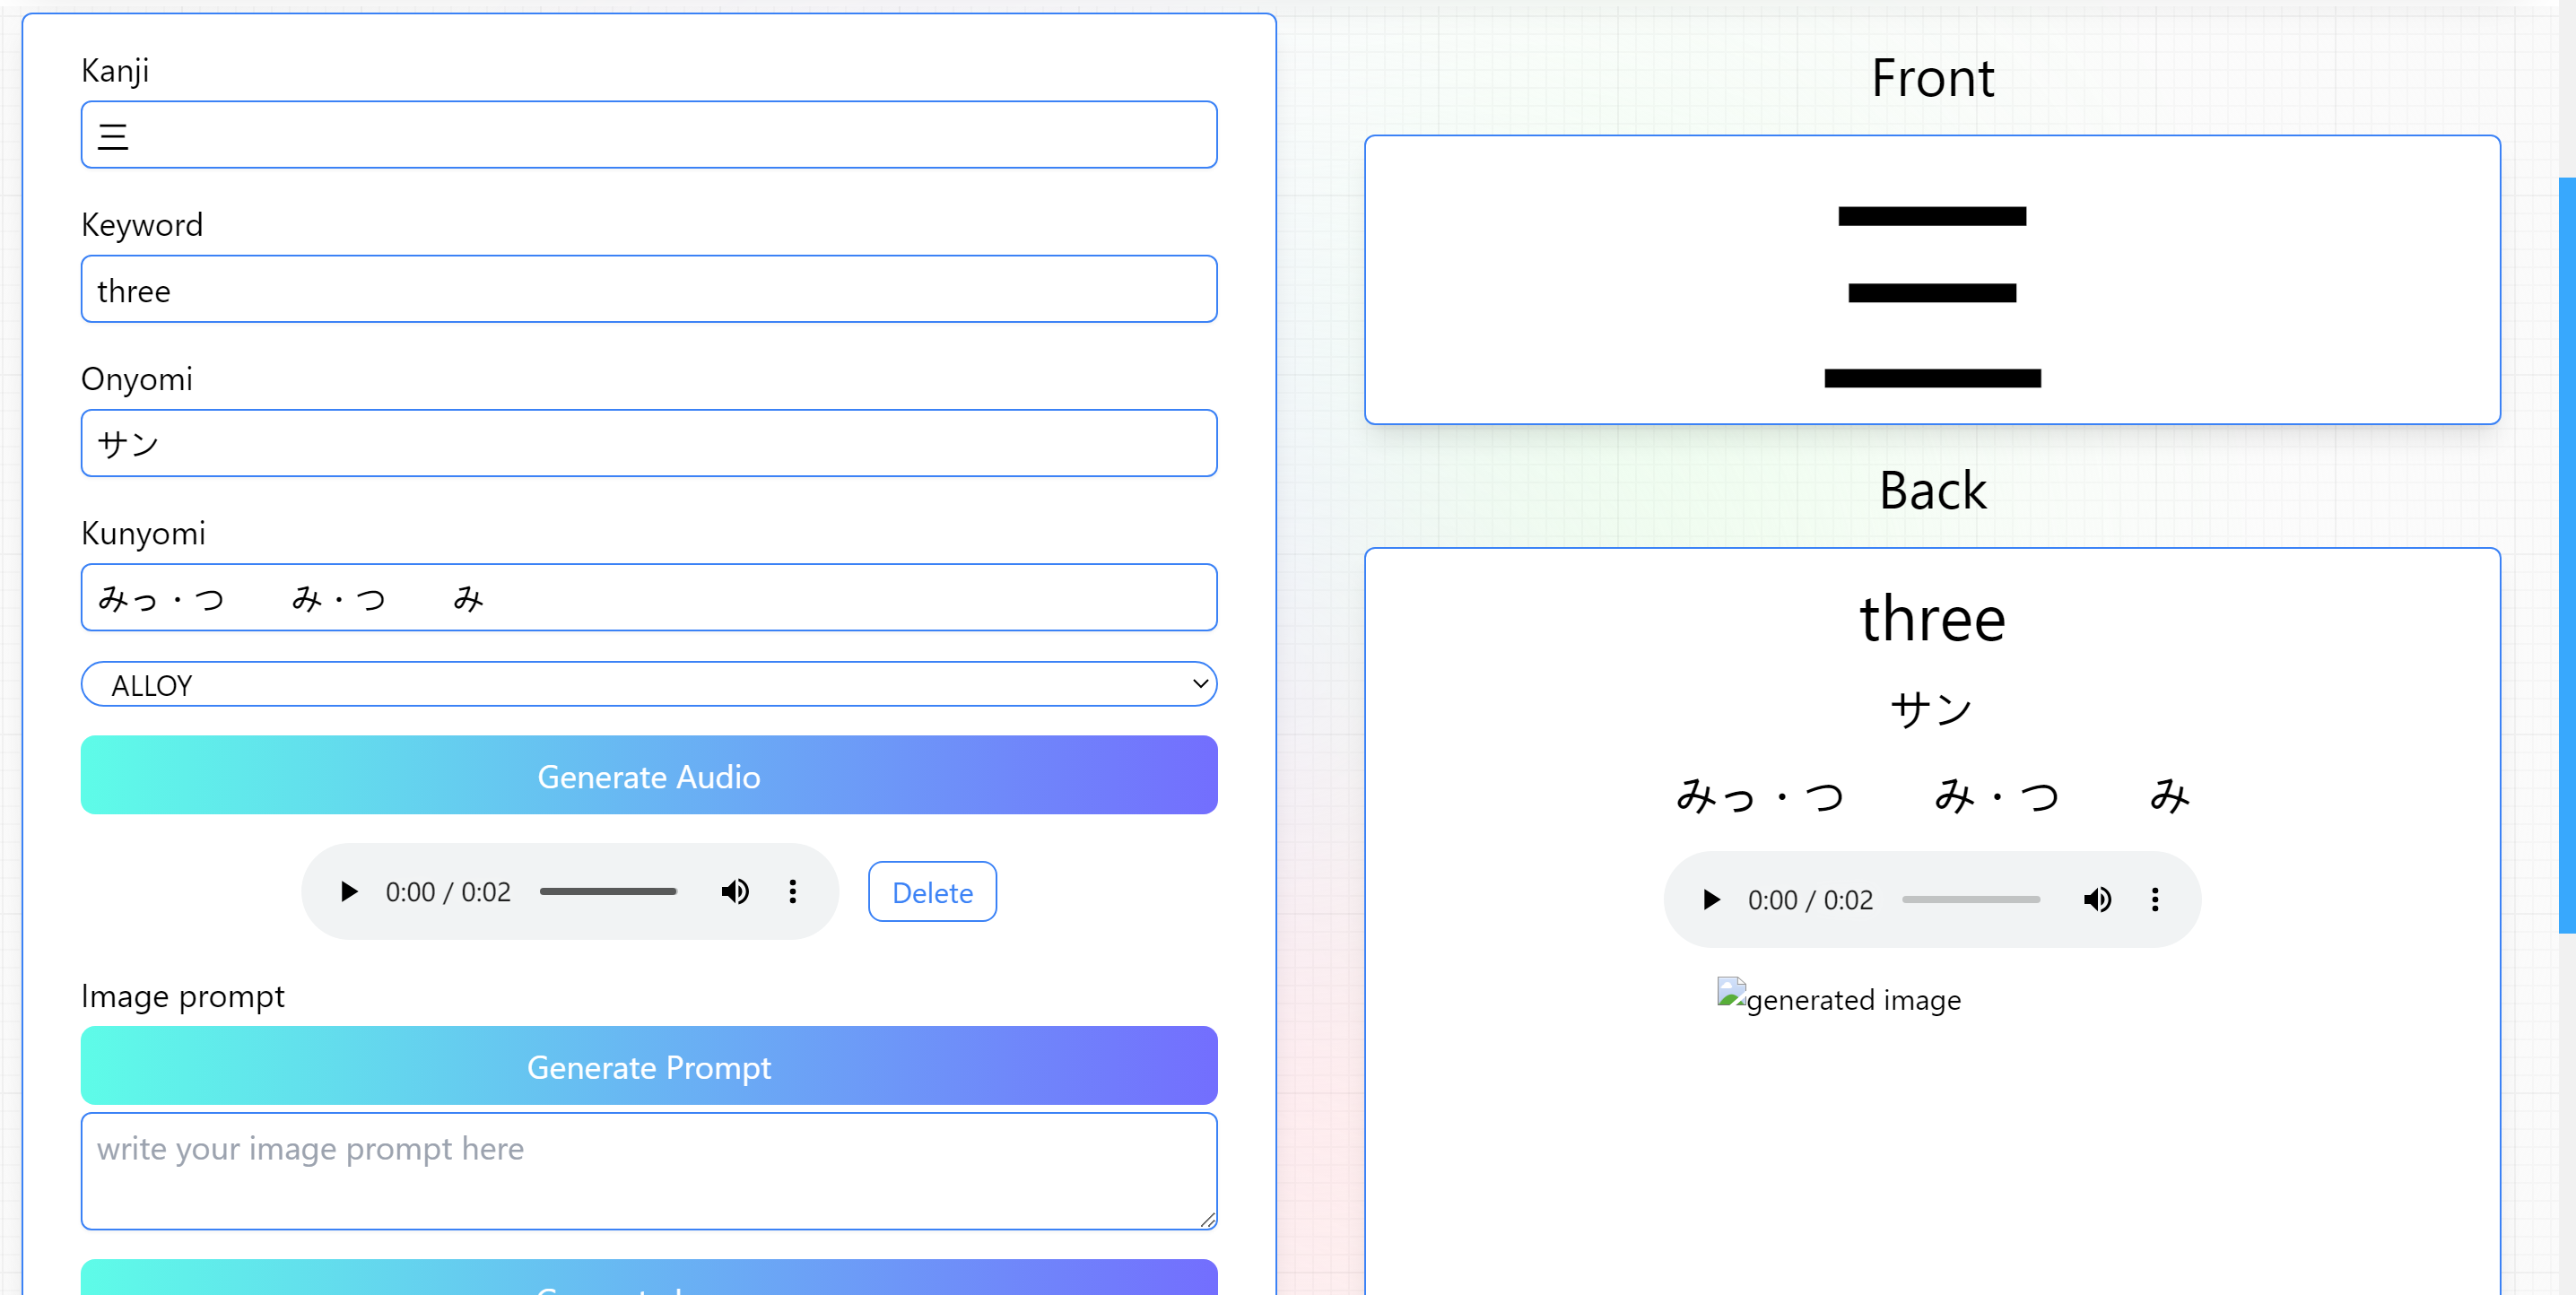 Kanji
三
Keyword
three
Onyomi
サン
Kunyomi
みっ・つ　　み・つ　　み
ALLOY
Generate Audio
0:00 / 0:02
Delete
Image prompt
Generate Prompt
write your image prompt here
Front
三
Back
three
サン
みっ・つ　　み・つ　　み
0:00 / 0:02
generated image